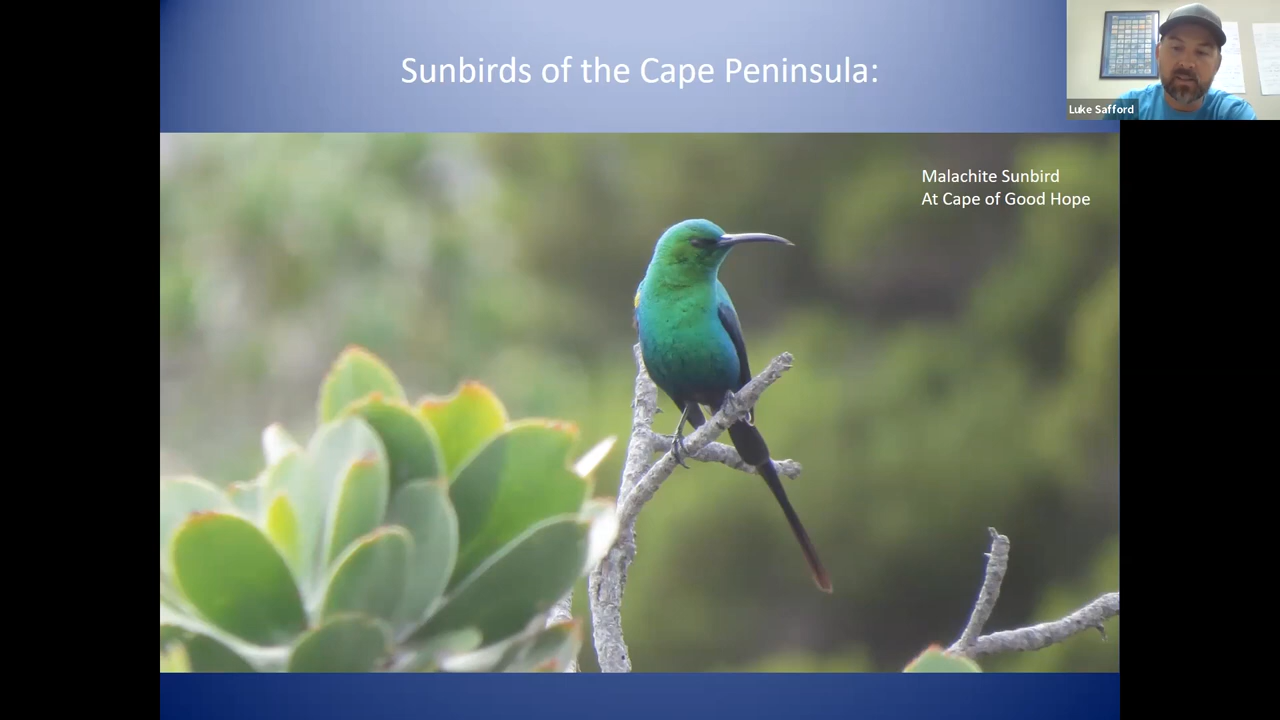 Sunbirds of the Cape Peninsula:
Luke Safford
Malachite Sunbird
At Cape of Good Hope